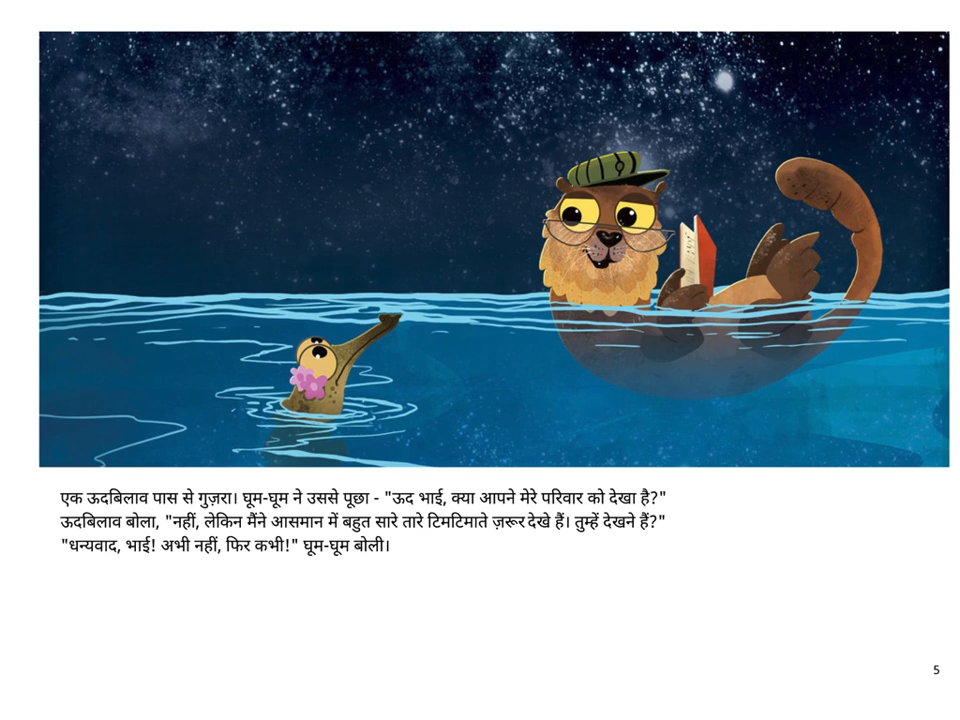 एक ऊदबिलाव पास से गुज़रा। घूम-घूम ने उससे पूछा - "ऊद भाई, क्या आपने मेरे परिवार को देखा है?"
ऊदबिलाव बोला, "नहीं, लेकिन मैंने आसमान में बहुत सारे तारे टिमटिमाते ज़रूर देखे हैं। तुम्हें देखने हैं?"
"धन्यवाद, भाई! अभी नहीं, फिर कभी!" घूम-घूम बोली।
5